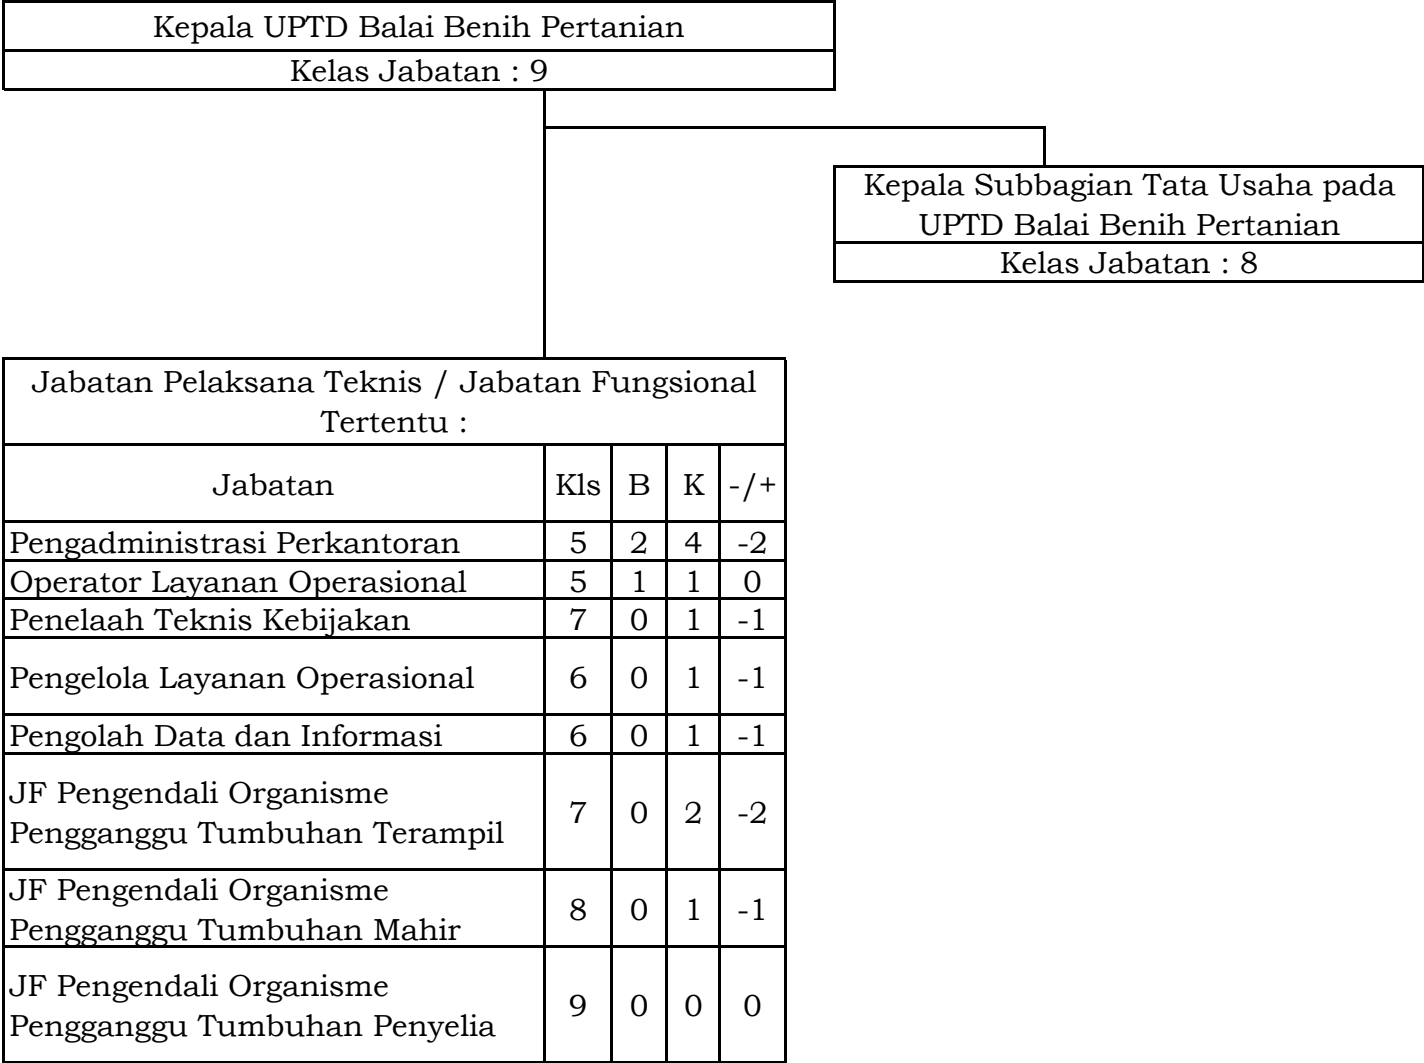 Kepala UPTD Balai Benih Pertanian
Kelas Jabatan : 9
Kepala Subbagian Tata Usaha pada
UPTD Balai Benih Pertanian
Kelas Jabatan : 8
Jabatan Pelaksana Teknis / Jabatan Fungsional
Tertentu :
Jabatan Kls B K -/+
Pengadministrasi Perkantoran 5 2 4 -2
Operator Layanan Operasional 5 1 1 0
Penelaah Teknis Kebijakan 7 0 1 -1
Pengelola Layanan Operasional 6 0 1 -1
Pengolah Data dan Informasi 6 0 1 -1
JF Pengendali Organisme
Pengganggu Tumbuhan Terampil 7 0 2 -2
JF Pengendali Organisme
Pengganggu Tumbuhan Mahir 8 0 1 -1
JF Pengendali Organisme
Pengganggu Tumbuhan Penyelia 9 0 0 0